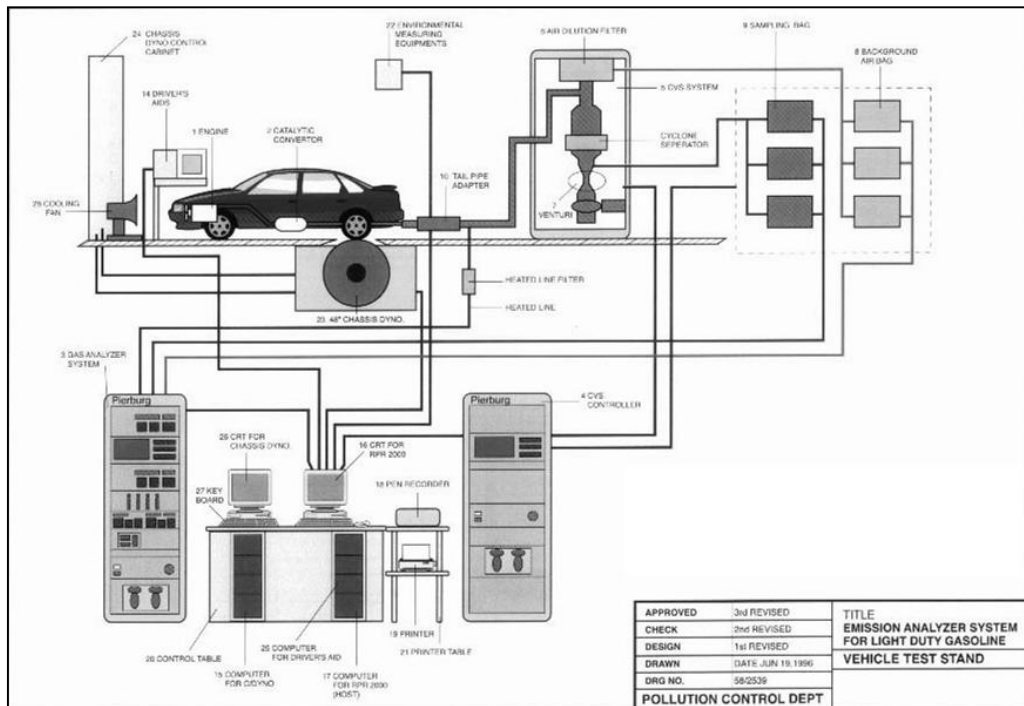 24 CHASSIS
DYNO CONTROL
CABINET
14 DRIVER'S
AIDS
1 ENGINE
2 CATALYTIC
CONVERTOR
22 ENVIRONMENTAL
MEASURING
EQUIPMENTS
6 AIR DILUTION FILTER
5 CVS SYSTEM
CYCLONE
SEPERATOR
7
VENTURI
9 SAMPLING BAG
8 BACKGROUND
AIR BAG
10 TAIL PIPE
ADAPTER
COOLING
FAN
HEATED LINE FILTER
HEATED LINE
23. 48" CHASSIS DYNO.
3 GAS ANALYZER
SYSTEM
Pierburg
Pierburg
4 CVS
CONTROLLER
26 CRT FOR
CHASSIS DYNO.
16 CRT FOR
RPR 2000
27 KEY
BOARD
18 PEN RECORDER
19 PRINTER
21 PRINTER TABLE
20 CONTROL TABLE
15 COMPUTER
FOR C/DYNO
25 COMPUTER
FOR DRIVER'S AID
17 COMPUTER
FOR RPR 2000
(HOST)
APPROVED 3rd REVISED
CHECK 2nd REVISED
DESIGN 1st REVISED
DRAWN DATE JUN 19,1996
DRG NO. 58/2539
POLLUTION CONTROL DEPT
TITLE
EMISSION ANALYZER SYSTEM
FOR LIGHT DUTY GASOLINE
VEHICLE TEST STAND